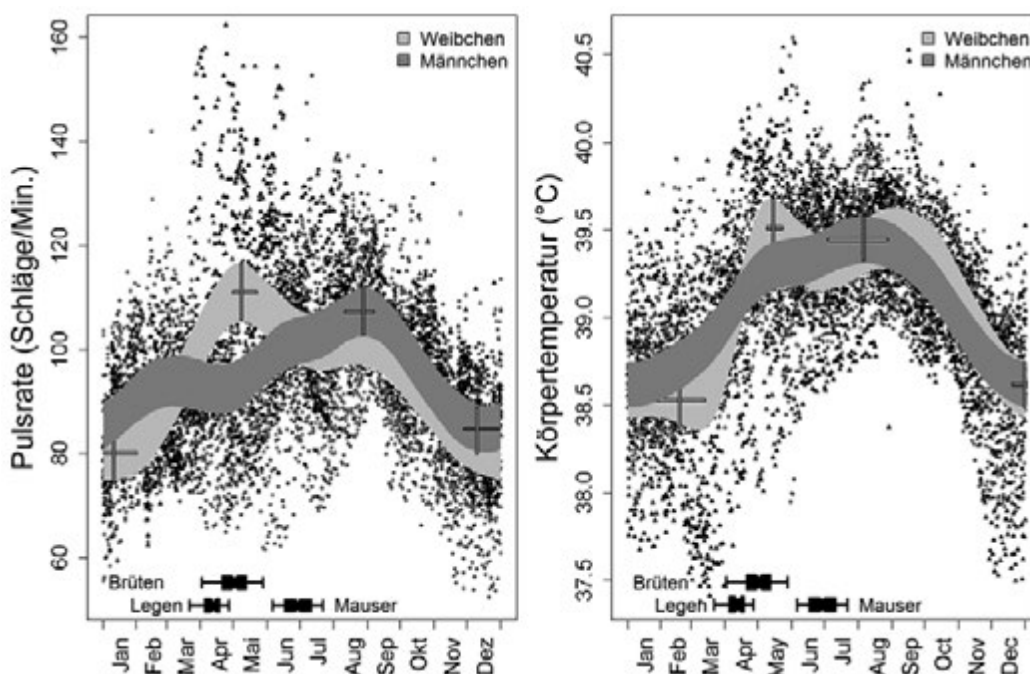 Pulsrate (Schläge/Min.)
160
140
120
100
80
60
Weibchen
Männchen
Brüten
Legen
Mauser
Jan
Feb
Mar
Apr
Mai
Jun
Jul
Aug
Sep
Okt
Nov
Dez
Körpertemperatur (°C)
40.5
40.0
39.5
39.0
38.5
38.0
37.5
Weibchen
Männchen
Brüten
Legen
Mauser
Jan
Feb
Mar
Apr
May
Jun
Jul
Aug
Sep
Oct
Nov
Dez